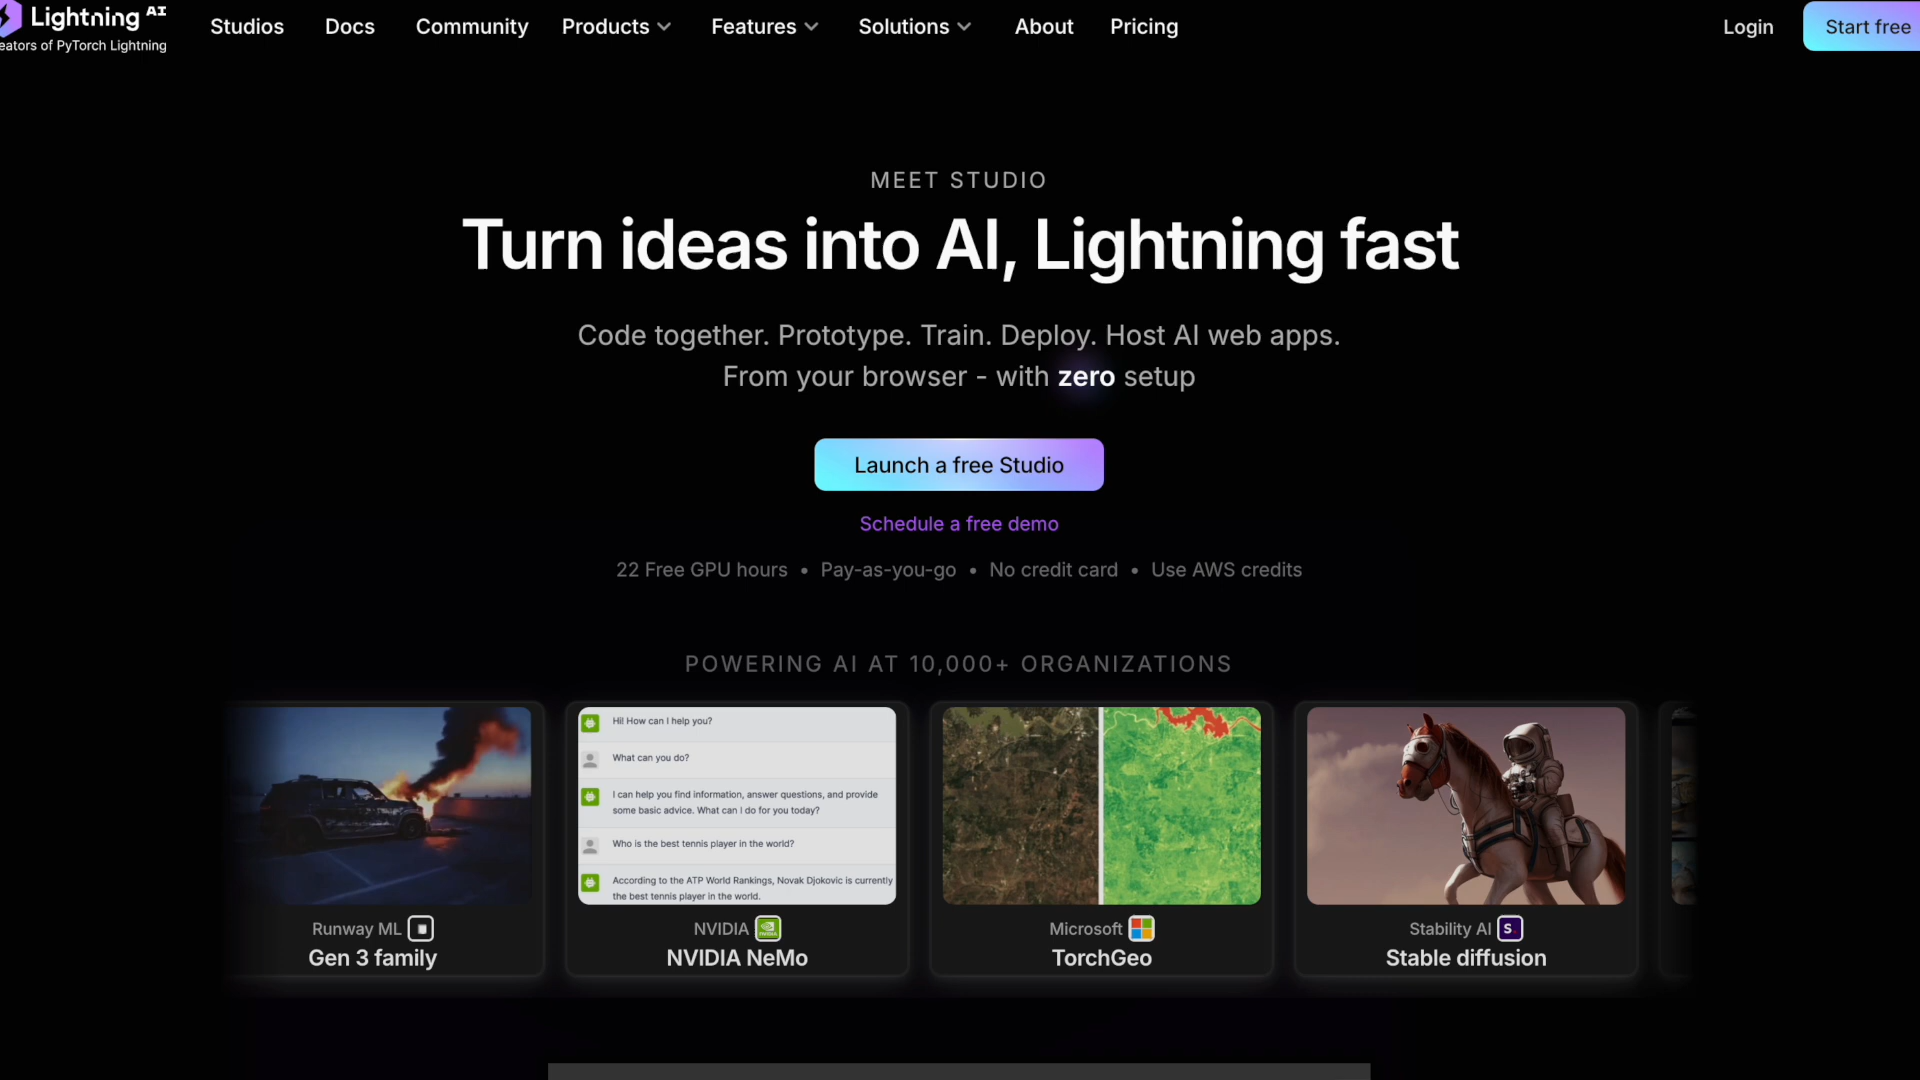 Lightning AI
eators of PyTorch Lightning
Studios
Docs
Community
Products
Features
Solutions
About
Pricing
Login
Start free
MEET STUDIO
Turn ideas into AI, Lightning fast
Code together. Prototype. Train. Deploy. Host AI web apps.
From your browser - with zero setup
Launch a free Studio
Schedule a free demo
22 Free GPU hours • Pay-as-you-go • No credit card • Use AWS credits
POWERING AI AT 10,000+ ORGANIZATIONS
Runway ML
Gen 3 family
Hi! How can I help you?
What can you do?
I can help you find information, answer questions, and provide
some basic advice. What can I do for you today?
Who is the best tennis player in the world?
According to the ATP World Rankings, Novak Djokovic is currently
the best tennis player in the world.
NVIDIA
NVIDIA NeMo
Microsoft
TorchGeo
Stability AI S.
Stable diffusion